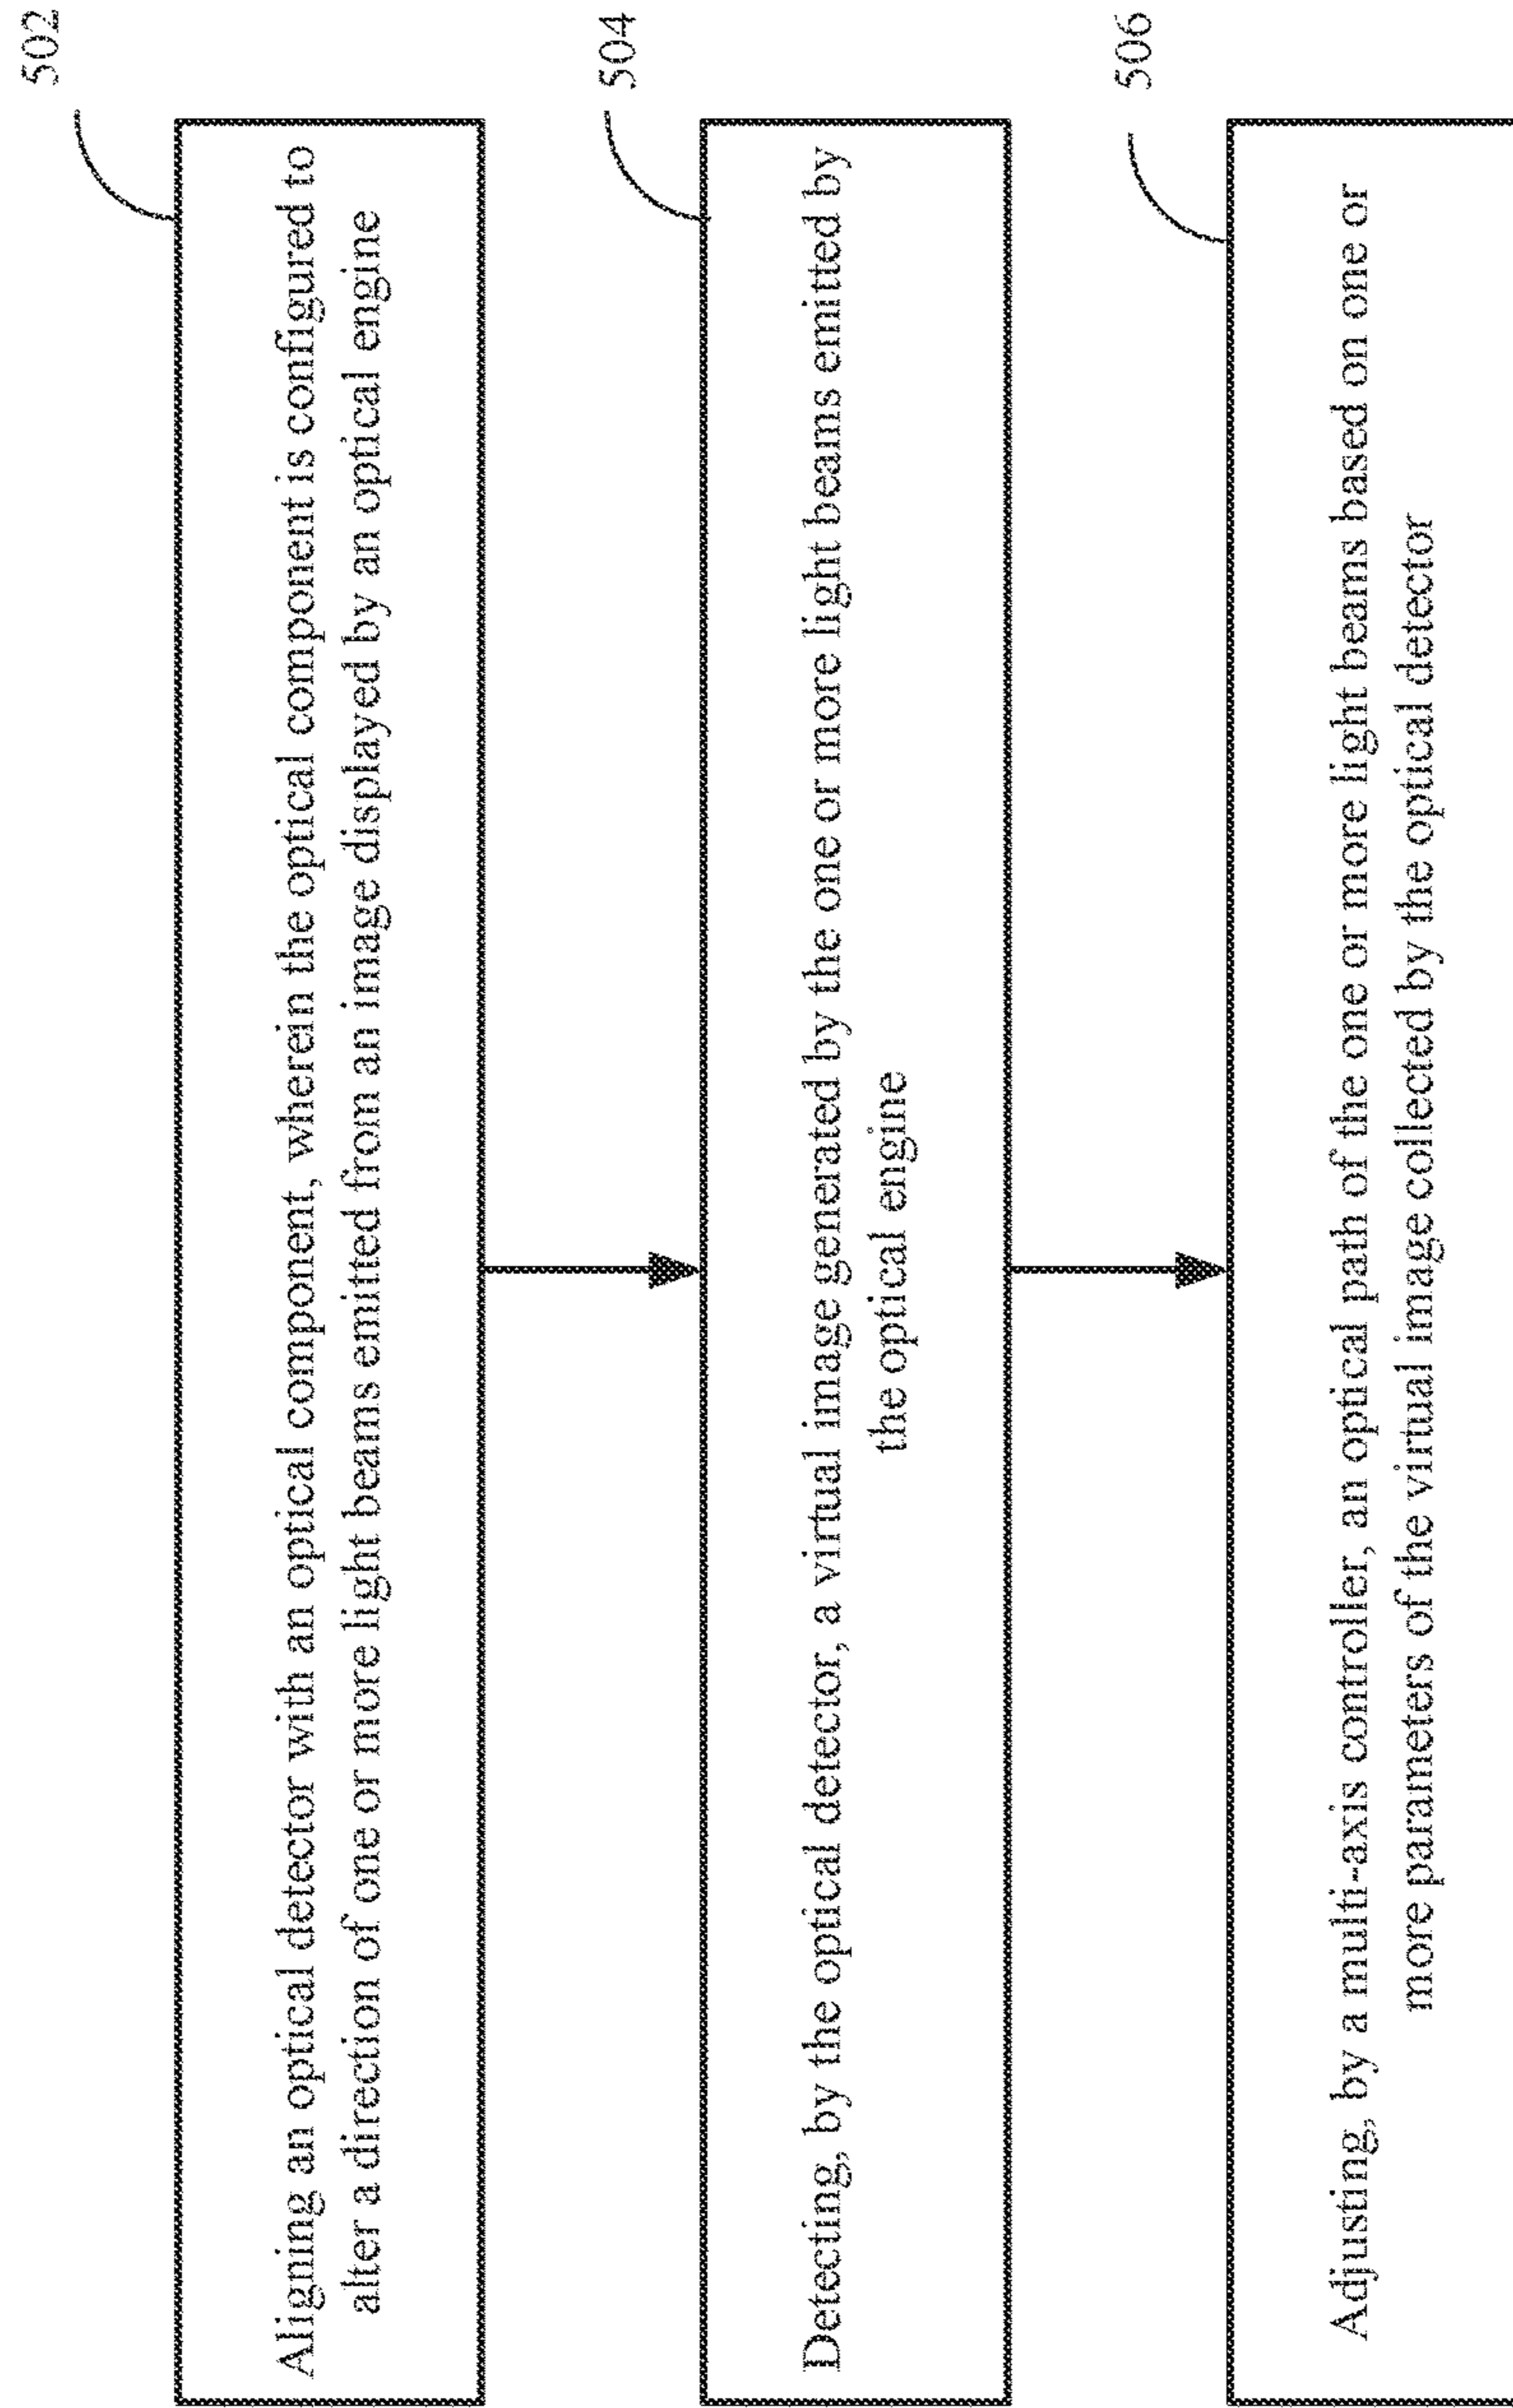 502
Aligning an optical detector with an optical component, wherein the optical component is configured to
alter a direction of one or more light beams emitted from an image displayed by an optical engine
504
Detecting, by the optical detector, a virtual image generated by the one or more light beams emitted by
the optical engine
506
Adjusting, by a multi-axis controller, an optical path of the one or more light beams based on one or
more parameters of the virtual image collected by the optical detector